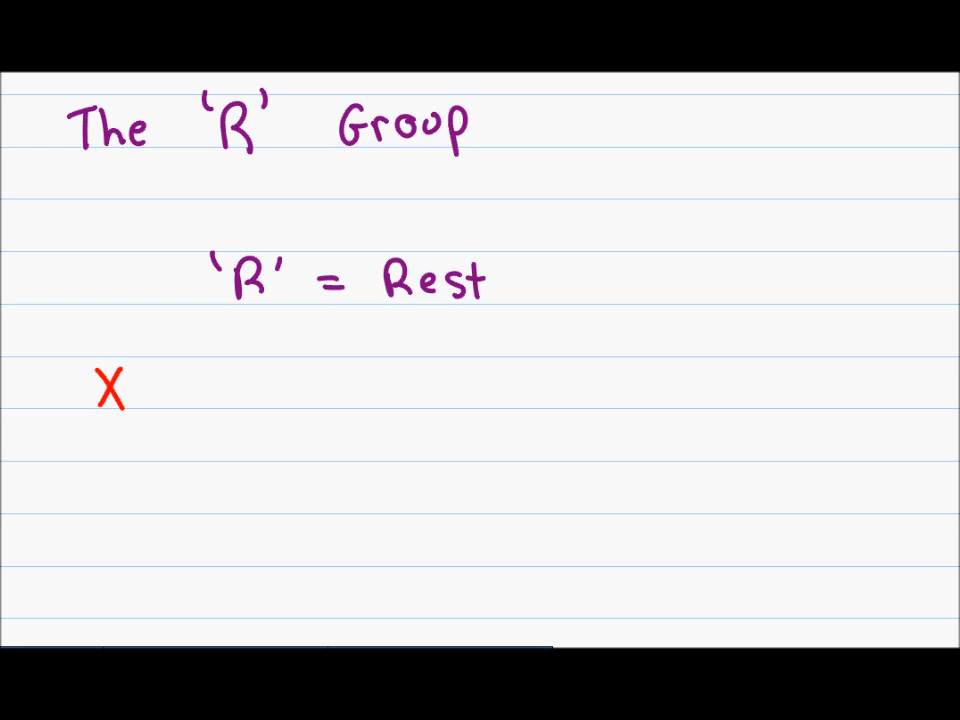 The 'R' Group
'R' = Rest
X